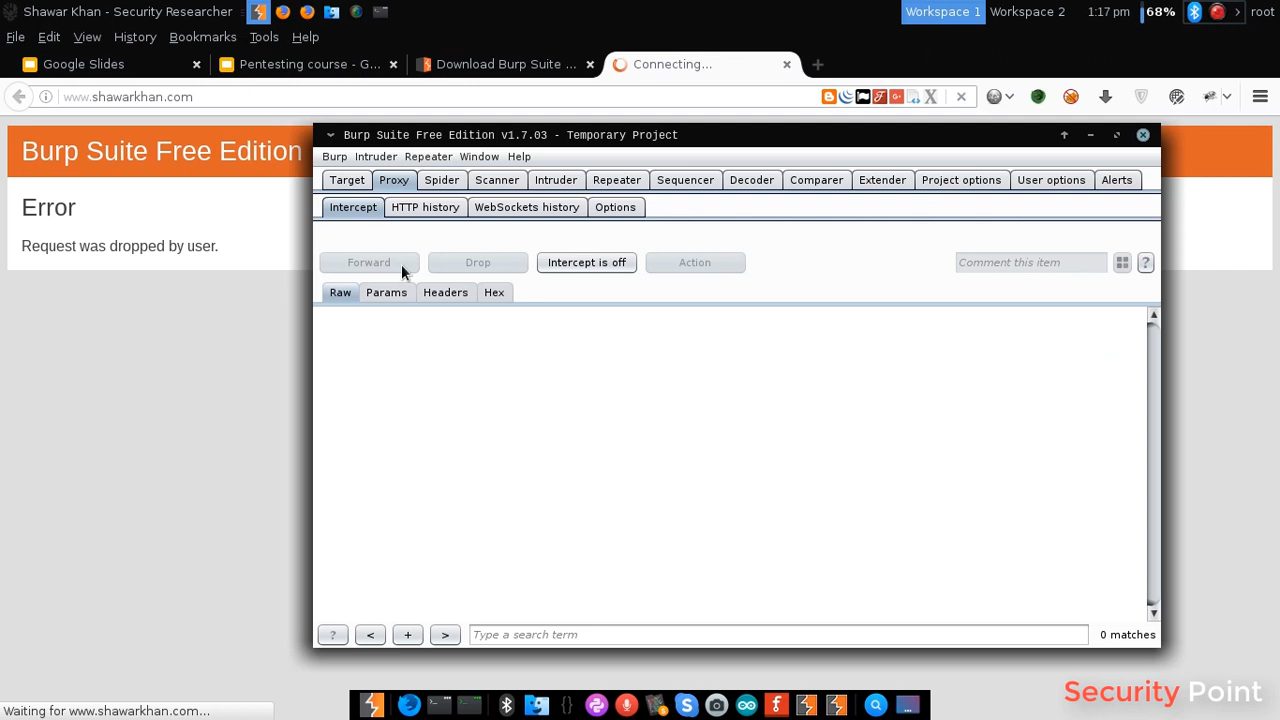 Shawar Khan - Security Researcher
Workspace 1 Workspace 2 1:17 pm 68% root
File Edit View History Bookmarks Tools Help
Google Slides
Pentesting course - G...
Download Burp Suite ...
Connecting...
www.shawarkhan.com
Burp Suite Free Edition
Error
Request was dropped by user.
Burp Suite Free Edition v1.7.03 - Temporary Project
Burp Intruder Repeater Window Help
Target Proxy Spider Scanner Intruder Repeater Sequencer Decoder Comparer Extender Project options User options Alerts
Intercept HTTP history WebSockets history Options
Forward Drop Intercept is off Action Comment this item ?
Raw Params Headers Hex
? < + > Type a search term 0 matches
Waiting for www.shawarkhan.com...
Security Point